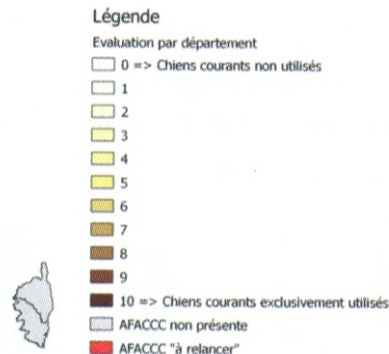 Légende
Evaluation par département
0 => Chiens courants non utilisés
1
2
3
4
5
6
7
8
9
10 => Chiens courants exclusivement utilisés
AFACCC non présente
AFACCC "à relancer"